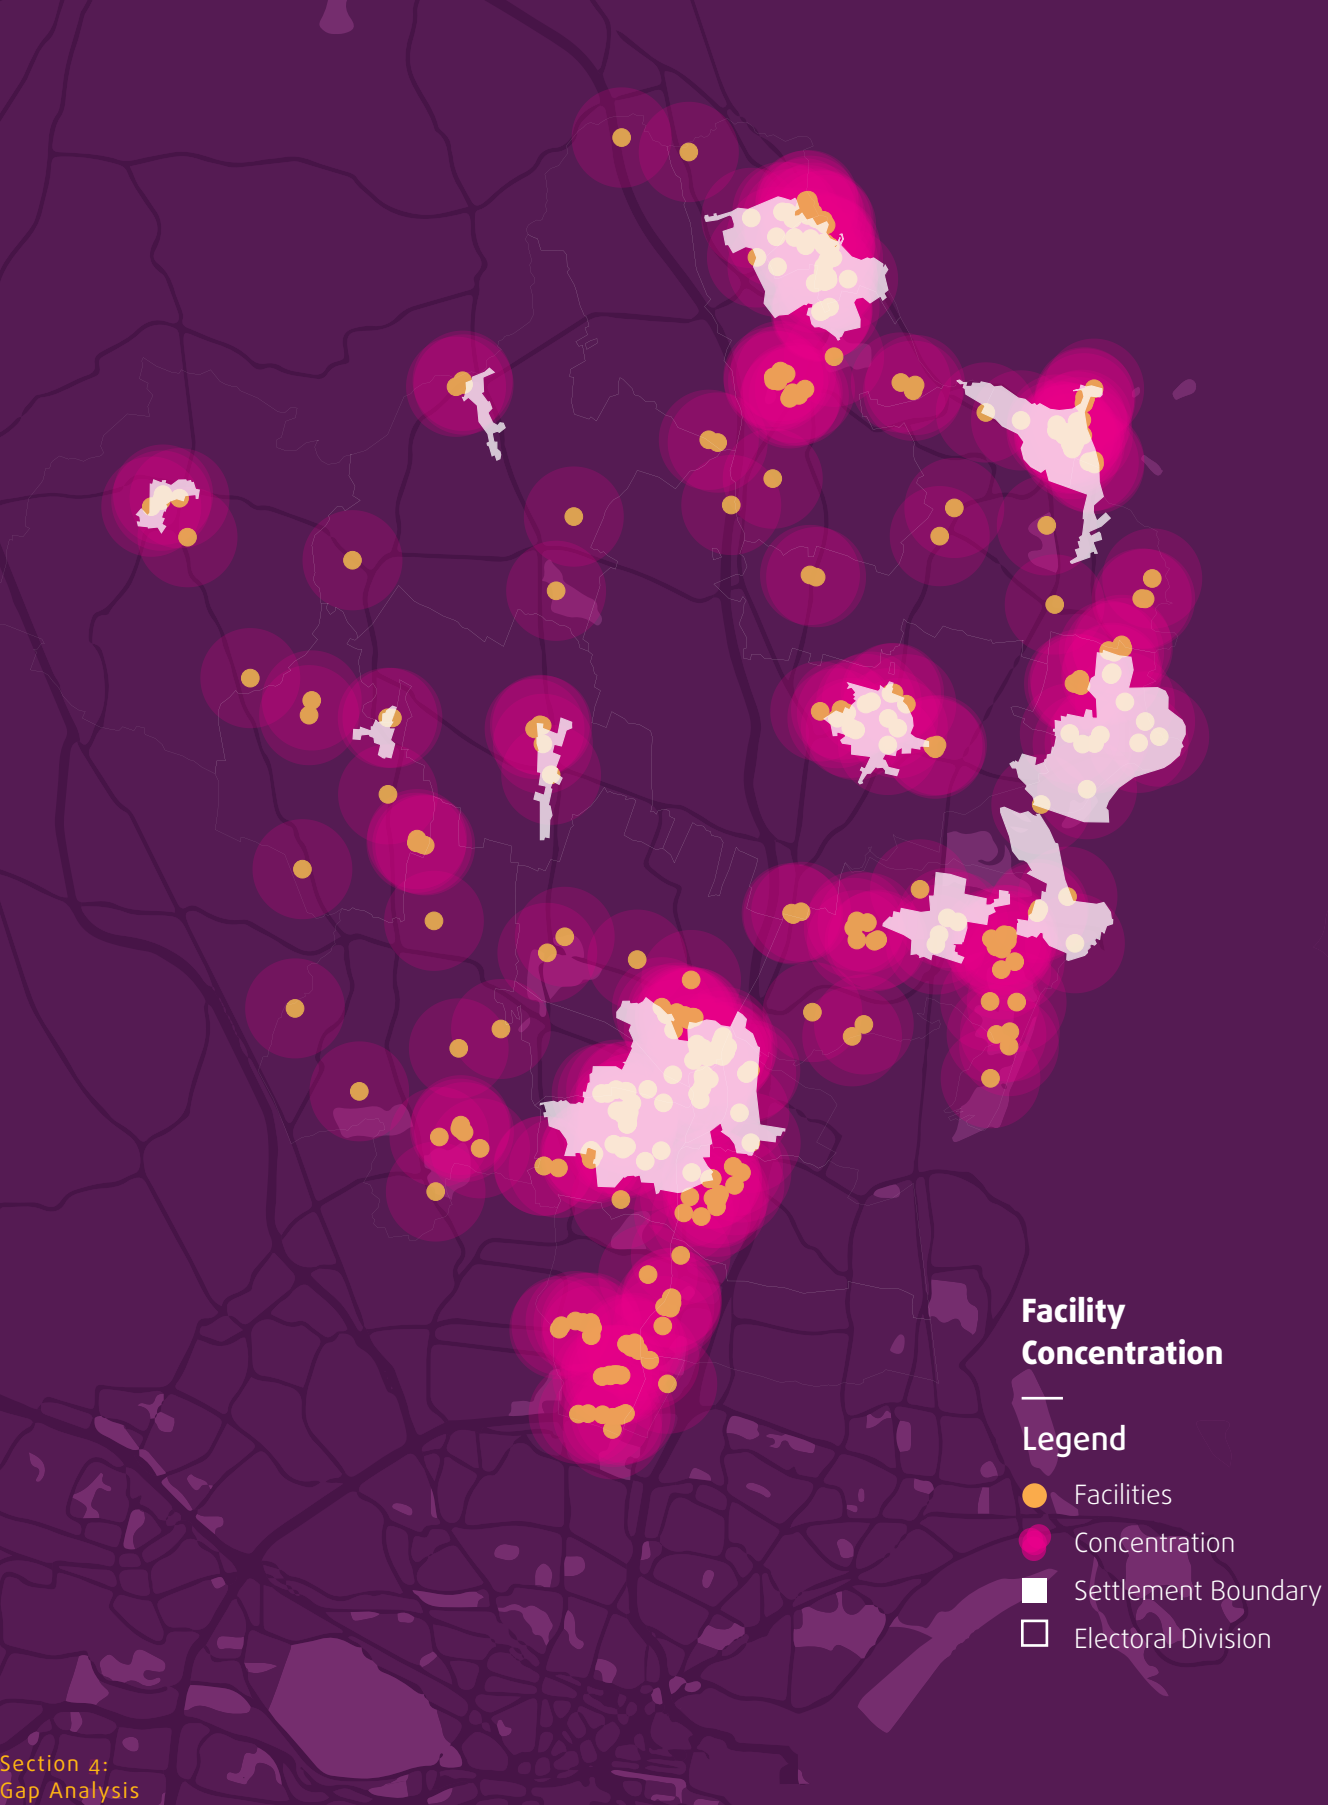 Facility
Concentration
Legend
Facilities
Concentration
Settlement Boundary
Electoral Division
Section 4:
Gap Analysis